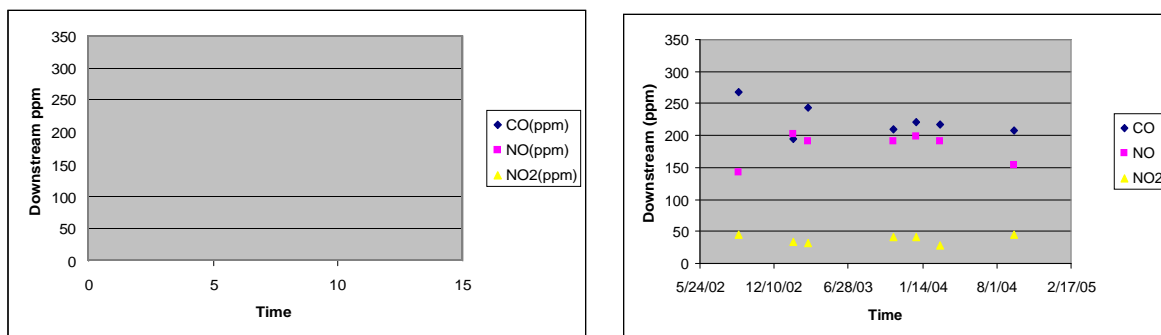 350
300
250
200
150
100
50
0
Downstream ppm
0 5 10 15
Time
CO(ppm)
NO(ppm)
NO2(ppm)
350
300
250
200
150
100
50
0
Downstream (ppm)
5/24/02 12/10/02 6/28/03 1/14/04 8/1/04 2/17/05
Time
CO
NO
NO2